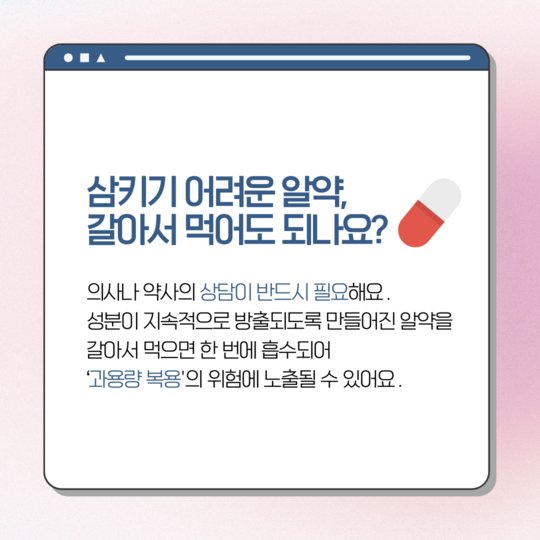 삼키기 어려운 알약,
갈아서 먹어도 되나요?
의사나 약사의 상담이 반드시 필요해요.
성분이 지속적으로 방출되도록 만들어진 알약을
갈아서 먹으면 한 번에 흡수되어
'과용량 복용'의 위험에 노출될 수 있어요.